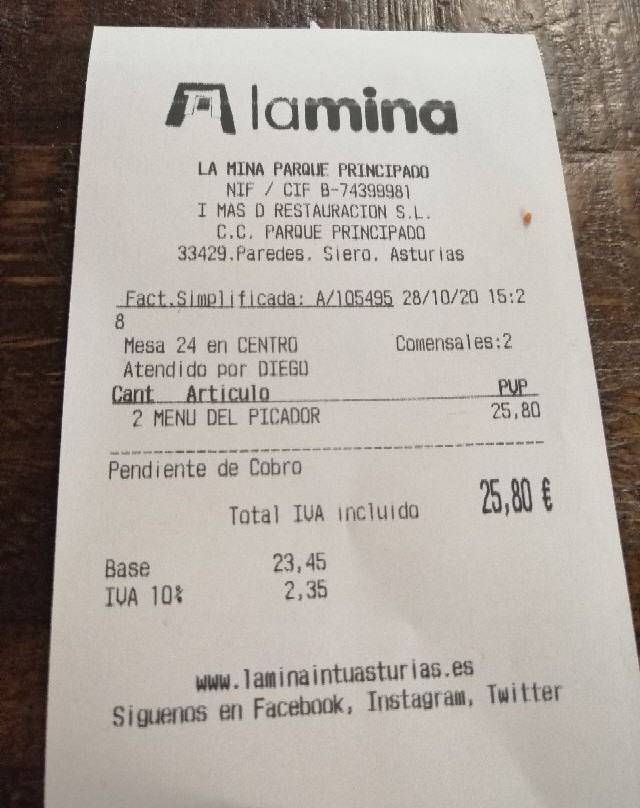 lamina
LA MINA PARQUE PRINCIPADO
NIF / CIF B-74399981
I MAS D RESTAURACION S.L.
C.C. PARQUE PRINCIPADO
33429.Paredes. Siero. Asturias
Fact.Simplificada: A/105495 28/10/20 15:2
8
Mesa 24 en CENTRO Comensales:2
Atendido por DIEGO
Cant Articulo PVP
2 MENU DEL PICADOR 25,80
Pendiente de Cobro
Total IVA incluido 25,80 €
Base 23,45
IVA 10% 2,35
www.laminaintuasturias.es
Siguenos en Facebook, Instagram, Twitter